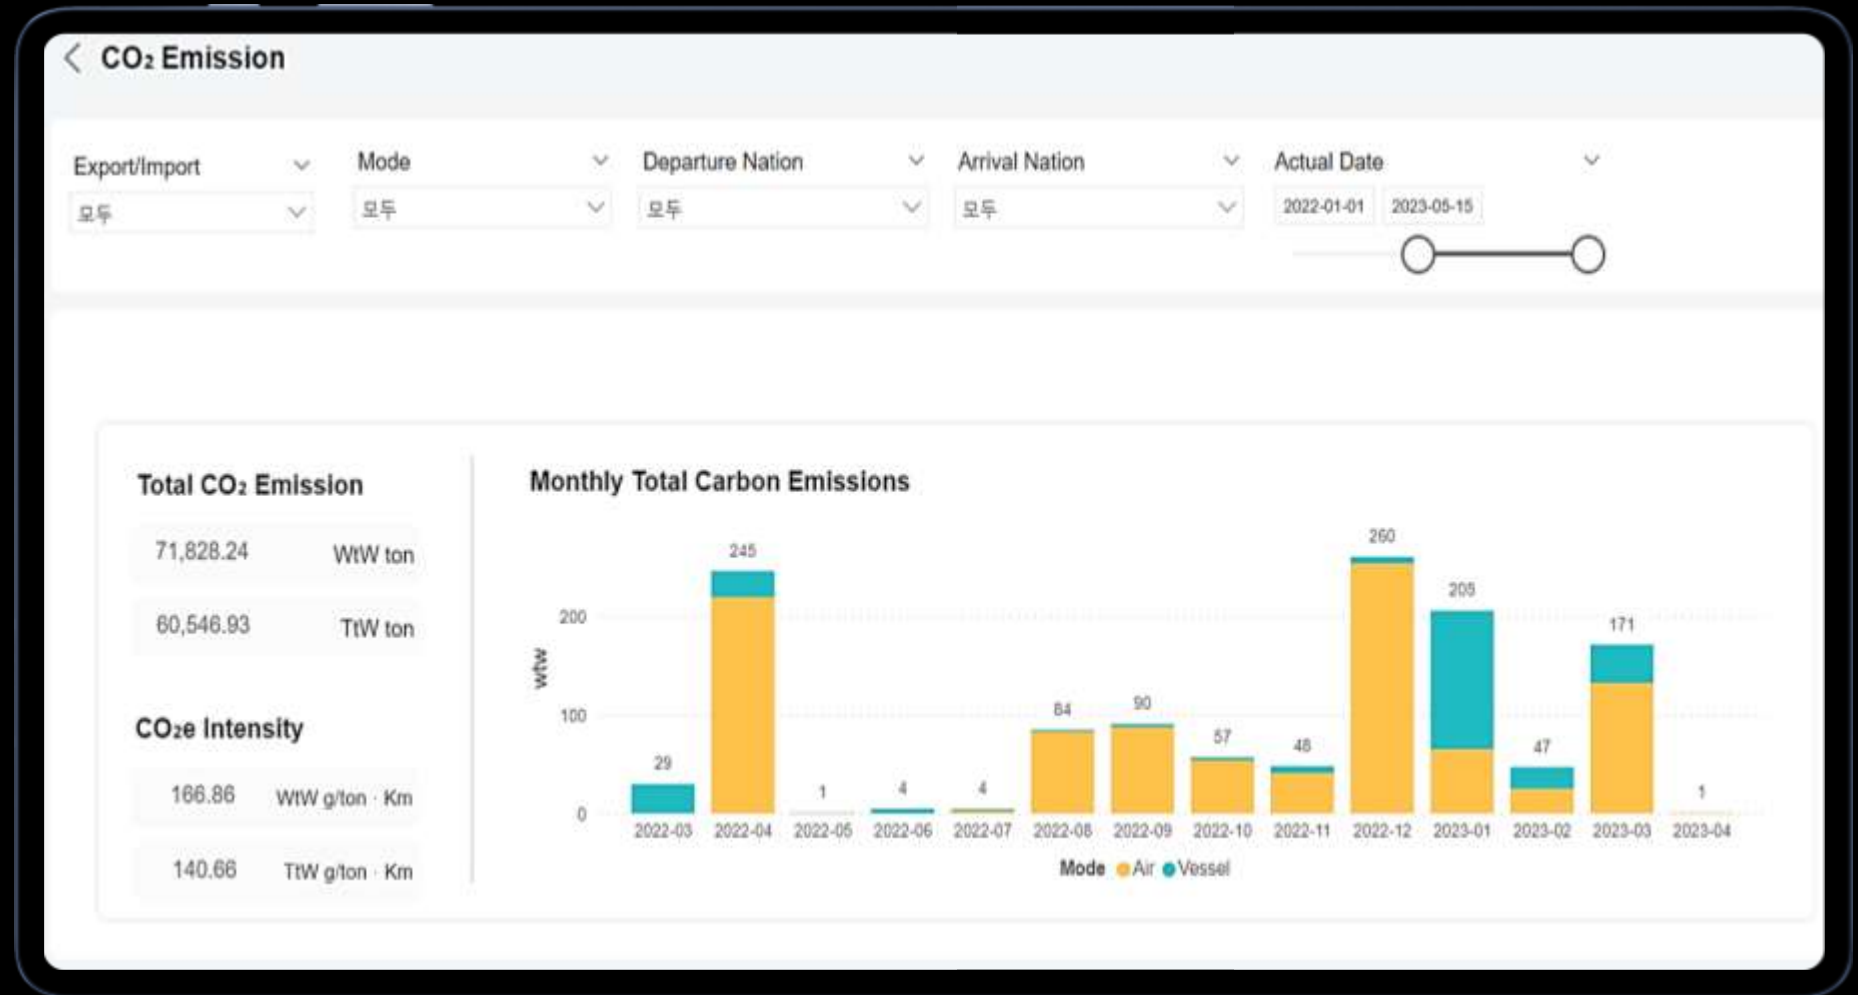 CO₂ Emission
Export/Import
Mode
Departure Nation
Arrival Nation
Actual Date
모두
모두
모두
모두
2022-01-01
2023-05-15
Total CO₂ Emission
71,828.24 WtW ton
60,546.93 TtW ton
CO₂e Intensity
166.86 WtW g/ton · Km
140.66 TtW g/ton · Km
Monthly Total Carbon Emissions
wtw
200
100
0
29
245
1
4
4
84
90
57
48
260
205
47
171
1
2022-03
2022-04
2022-05
2022-06
2022-07
2022-08
2022-09
2022-10
2022-11
2022-12
2023-01
2023-02
2023-03
2023-04
Mode Air Vessel